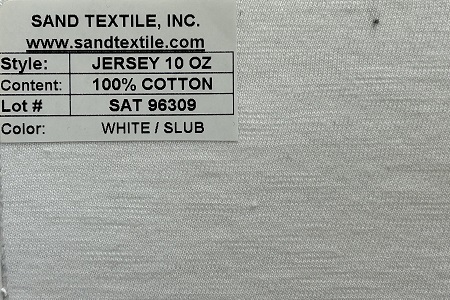 SAND TEXTILE, INC.
www.sandtextile.com
Style: JERSEY 10 OZ
Content: 100% COTTON
Lot # SAT 96309
Color: WHITE / SLUB